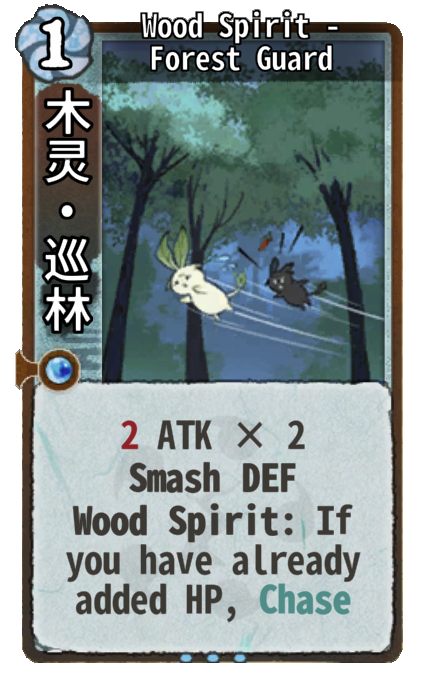 1
Wood Spirit -
Forest Guard
木灵·巡林
2 ATK × 2
Smash DEF
Wood Spirit: If
you have already
added HP, Chase